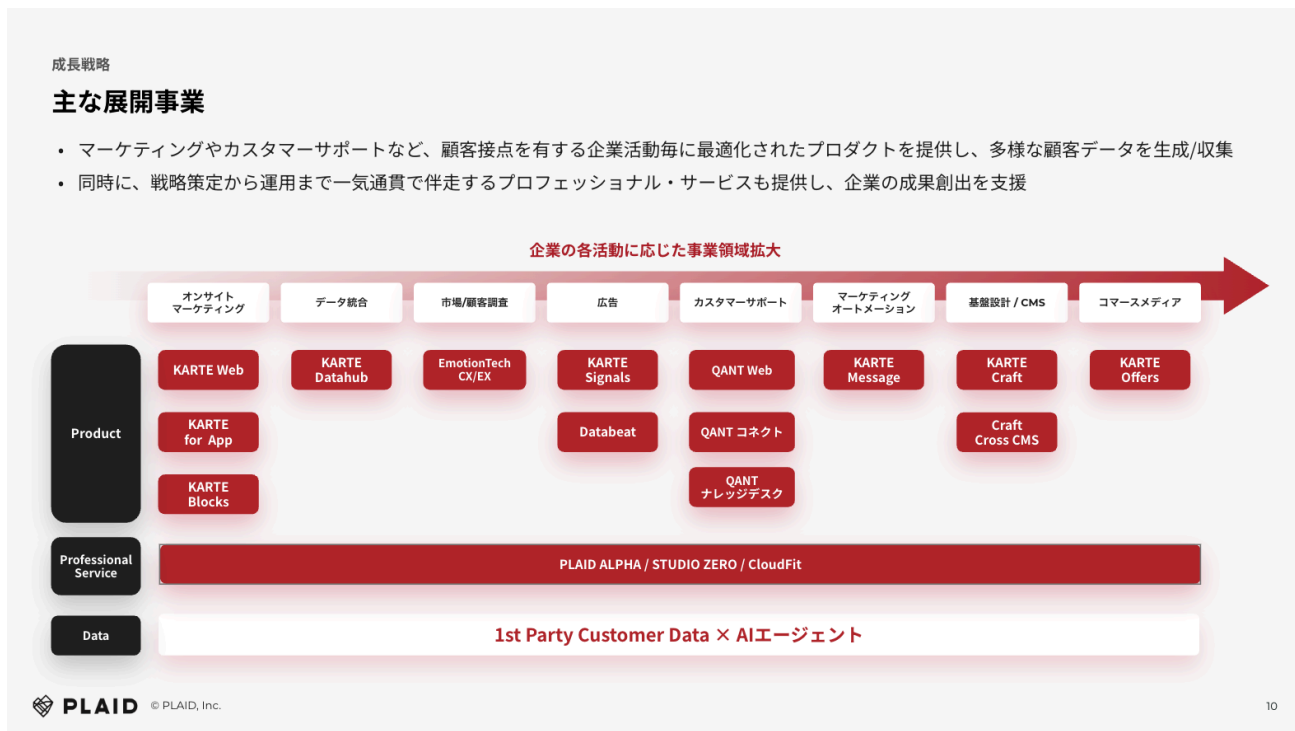 成長戦略
主な展開事業
• マーケティングやカスタマーサポートなど、顧客接点を有する企業活動毎に最適化されたプロダクトを提供し、多様な顧客データを生成/収集
• 同時に、戦略策定から運用まで一気通貫で伴走するプロフェッショナル・サービスも提供し、企業の成果創出を支援
企業の各活動に応じた事業領域拡大
オンサイト
マーケティング
データ統合
市場/顧客調査
広告
カスタマーサポート
マーケティング
オートメーション
基盤設計 / CMS
コマースメディア
Product
KARTE Web
KARTE
Datahub
EmotionTech
CX/EX
KARTE
Signals
QANT Web
KARTE
Message
KARTE
Craft
KARTE
Offers
KARTE
for App
Databeat
QANT コネクト
Craft
Cross CMS
KARTE
Blocks
QANT
ナレッジデスク
Professional
Service
PLAID ALPHA / STUDIO ZERO / CloudFit
Data
1st Party Customer Data × AIエージェント
PLAID
© PLAID, Inc.
10